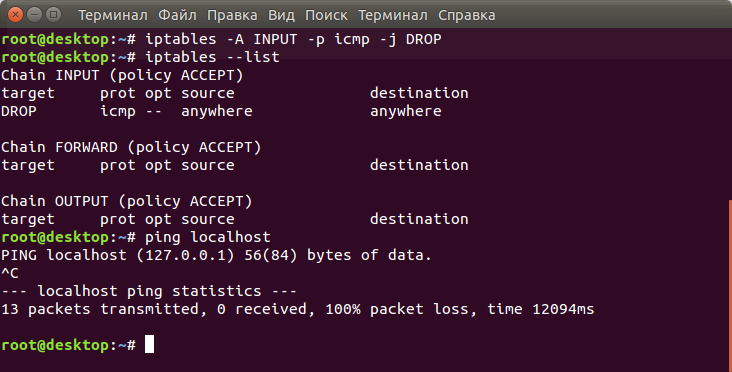 Терминал Файл Правка Вид Поиск Терминал Справка
root@desktop:~# iptables -A INPUT -p icmp -j DROP
root@desktop:~# iptables --list
Chain INPUT (policy ACCEPT)
target     prot opt source               destination
DROP       icmp --  anywhere             anywhere

Chain FORWARD (policy ACCEPT)
target     prot opt source               destination

Chain OUTPUT (policy ACCEPT)
target     prot opt source               destination
root@desktop:~# ping localhost
PING localhost (127.0.0.1) 56(84) bytes of data.
^C
--- localhost ping statistics ---
13 packets transmitted, 0 received, 100% packet loss, time 12094ms

root@desktop:~#